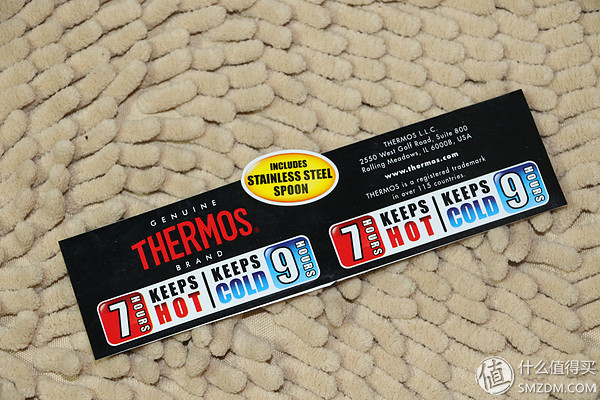 GENUINE
THERMOS®
BRAND
7 HOURS KEEPS HOT | KEEPS COLD 9 HOURS
INCLUDES
STAINLESS STEEL
SPOON
THERMOS L.L.C.
2550 West Golf Road, Suite 800
Rolling Meadows, IL 60008, USA
www.thermos.com
THERMOS is a registered trademark
in over 115 countries.
7 HOURS KEEPS HOT | KEEPS COLD 9 HOURS
值 什么值得买
SMZDM.COM